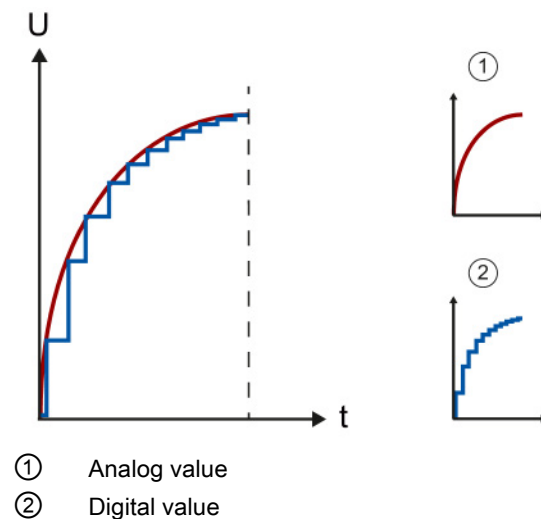 U
①
②
t
① Analog value
② Digital value